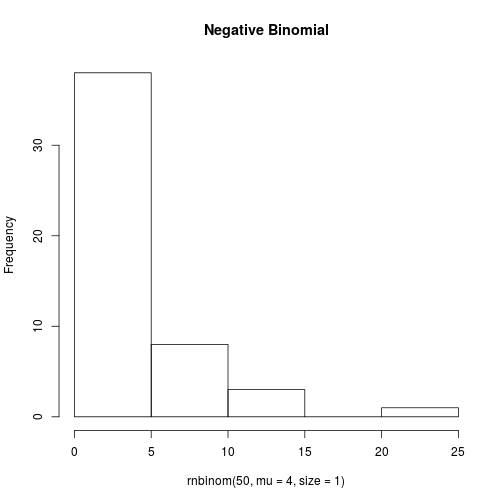 Negative Binomial
Frequency
30
20
10
0
0 5 10 15 20 25
rnbinom(50, mu = 4, size = 1)